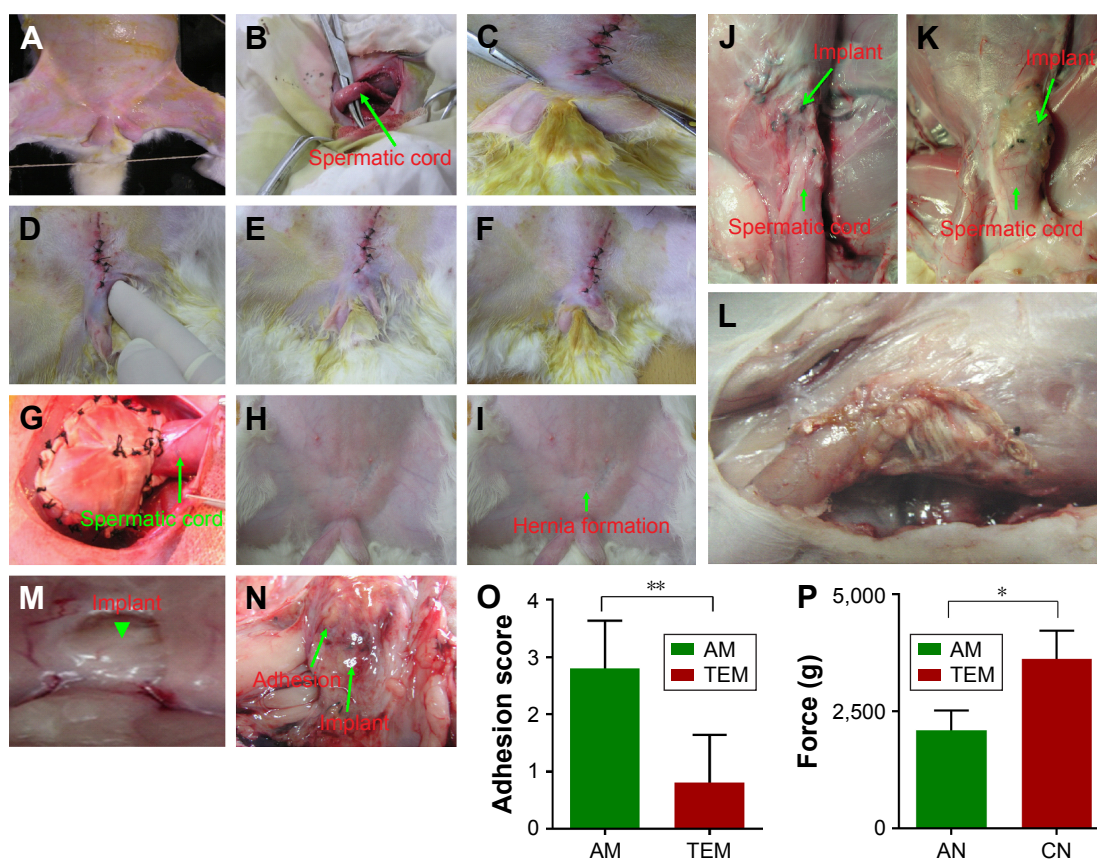 A
B
Spermatic cord
C
D
E
F
G
Spermatic cord
H
I
Hernia formation
J
Implant
Spermatic cord
K
Implant
Spermatic cord
L
M
Implant
N
Adhesion
Implant
O
**
Adhesion score
4
3
2
1
0
AM
TEM
AM
TEM
P
*
Force (g)
5,000
2,500
0
AM
TEM
AN
CN